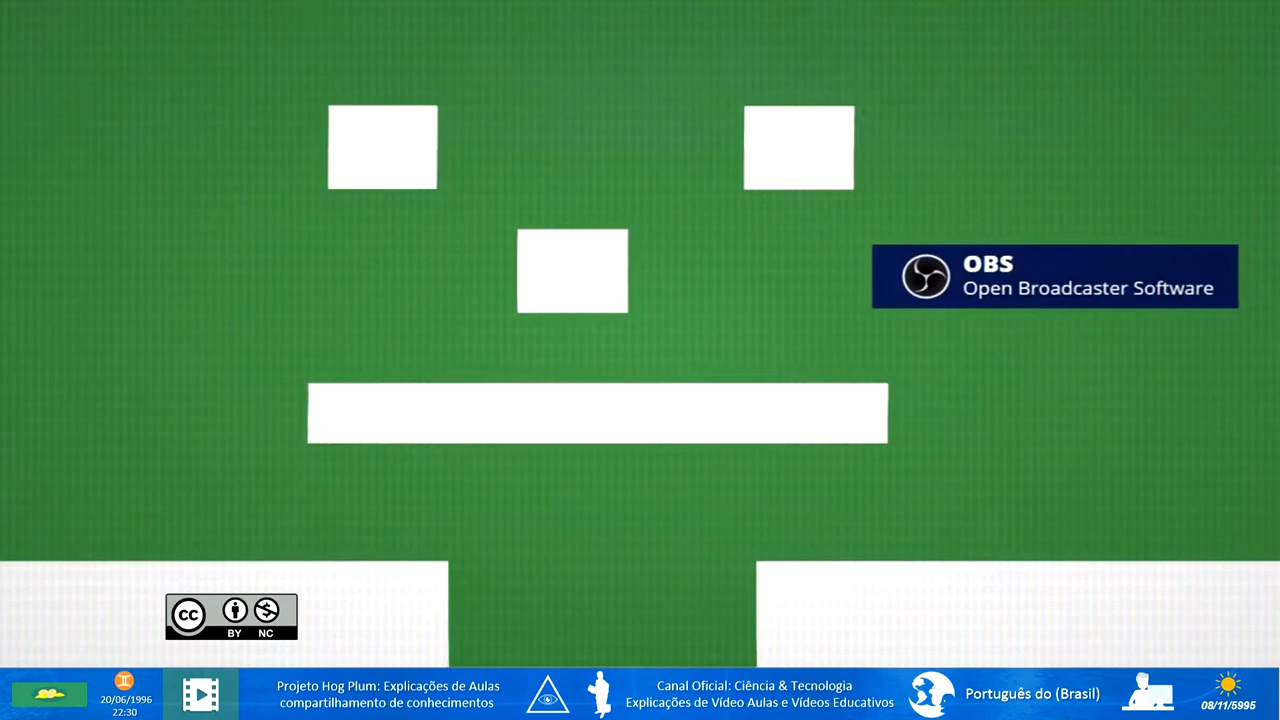 OBS
Open Broadcaster Software
CC
BY NC
20/06/1996
22:30
Projeto Hog Plum: Explicações de Aulas
compartilhamento de conhecimentos
Canal Oficial: Ciência & Tecnologia
Explicações de Vídeo Aulas e Vídeos Educativos
Português do (Brasil)
08/11/5995